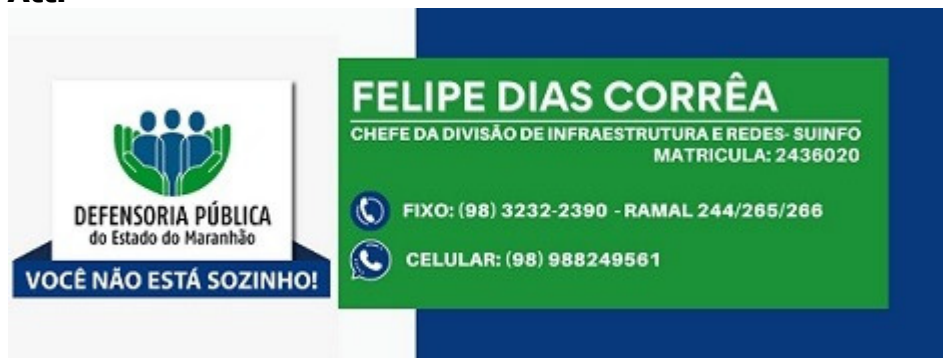 DEFENSORIA PÚBLICA
do Estado do Maranhão
VOCÊ NÃO ESTÁ SOZINHO!
FELIPE DIAS CORRÊA
CHEFE DA DIVISÃO DE INFRAESTRUTURA E REDES- SUINFO
MATRICULA: 2436020
FIXO: (98) 3232-2390 - RAMAL 244/265/266
CELULAR: (98) 988249561